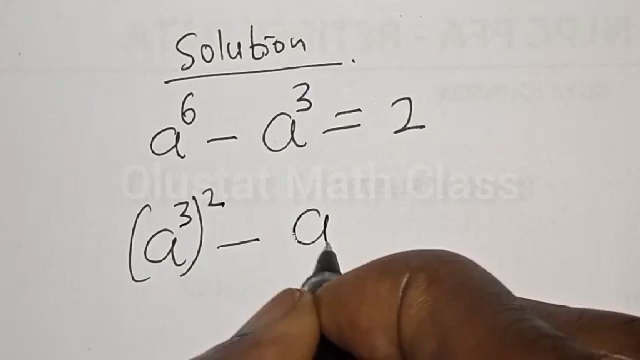 Solution
a⁶ - a³ = 2
Olustat Math Class
(a³)² - a